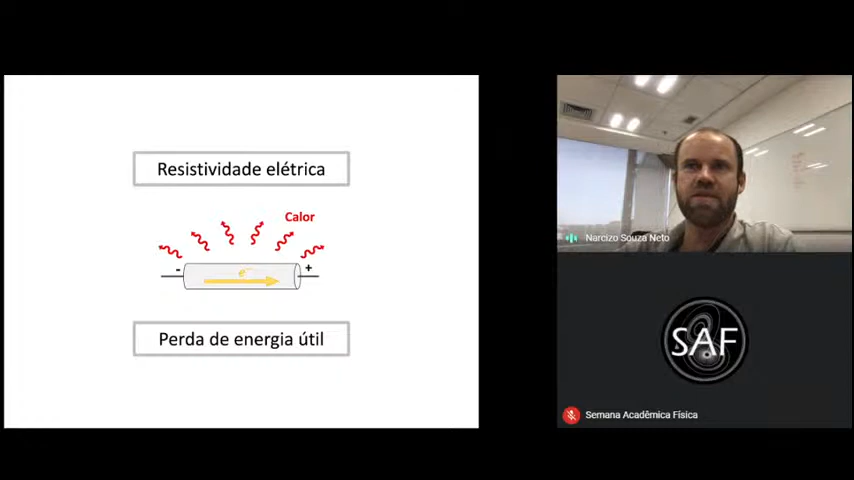 Resistividade elétrica
Calor
-
+
e⁻
Perda de energia útil
Narcizo Souza Neto
SAF
Semana Acadêmica Física